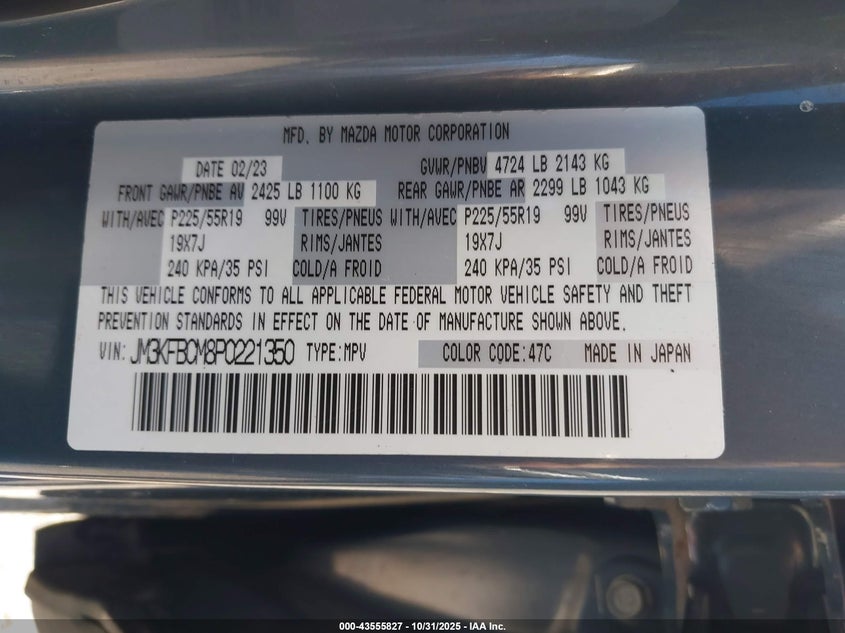 MFD. BY MAZDA MOTOR CORPORATION
DATE 02/23 GVWR/PNBV 4724 LB 2143 KG
FRONT GAWR/PNBE AV 2425 LB 1100 KG REAR GAWR/PNBE AR 2299 LB 1043 KG
WITH/AVEC P225/55R19 99V TIRES/PNEUS WITH/AVEC P225/55R19 99V TIRES/PNEUS
19X7J RIMS/JANTES 19X7J RIMS/JANTES
240 KPA/35 PSI COLD/A FROID 240 KPA/35 PSI COLD/A FROID
THIS VEHICLE CONFORMS TO ALL APPLICABLE FEDERAL MOTOR VEHICLE SAFETY AND THEFT
PREVENTION STANDARDS IN EFFECT ON THE DATE OF MANUFACTURE SHOWN ABOVE.
VIN: JM3KFBCM8P0221350 TYPE:MPV COLOR CODE:47C MADE IN JAPAN
000-43555827 - 10/31/2025 - IAA Inc.